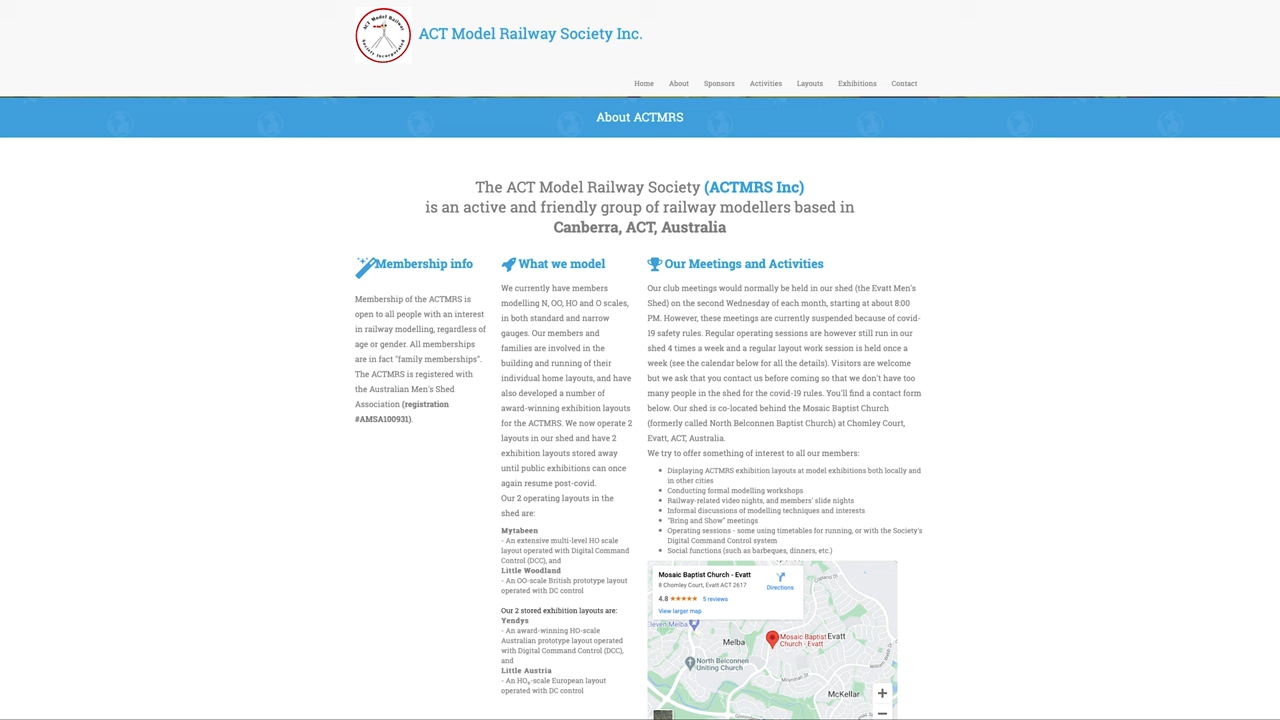 ACT Model Railway
Society Incorporated
ACT Model Railway Society Inc.
Home About Sponsors Activities Layouts Exhibitions Contact
About ACTMRS
The ACT Model Railway Society (ACTMRS Inc)
is an active and friendly group of railway modellers based in
Canberra, ACT, Australia
Membership info
Membership of the ACTMRS is
open to all people with an interest
in railway modelling, regardless of
age or gender. All memberships
are in fact "family memberships".
The ACTMRS is registered with
the Australian Men's Shed
Association (registration
#AMSA100931).
What we model
We currently have members
modelling N, OO, HO and O scales,
in both standard and narrow
gauges. Our members and
families are involved in the
building and running of their
individual home layouts, and have
also developed a number of
award-winning exhibition layouts
for the ACTMRS. We now operate 2
layouts in our shed and have 2
exhibition layouts stored away
until public exhibitions can once
again resume post-covid.
Our 2 operating layouts in the
shed are:
Mytabeen
- An extensive multi-level HO scale
layout operated with Digital Command
Control (DCC), and
Little Woodland
- An OO-scale British prototype layout
operated with DC control
Our 2 stored exhibition layouts are:
Yendys
- An award-winning HO-scale
Australian prototype layout operated
with Digital Command Control (DCC),
and
Little Austria
- An HOe-scale European layout
operated with DC control
Our Meetings and Activities
Our club meetings would normally be held in our shed (the Evatt Men's
Shed) on the second Wednesday of each month, starting at about 8:00
PM. However, these meetings are currently suspended because of covid-
19 safety rules. Regular operating sessions are however still run in our
shed 4 times a week and a regular layout work session is held once a
week (see the calendar below for all the details). Visitors are welcome
but we ask that you contact us before coming so that we don't have too
many people in the shed for the covid-19 rules. You'll find a contact form
below. Our shed is co-located behind the Mosaic Baptist Church
(formerly called North Belconnen Baptist Church) at Chomley Court,
Evatt, ACT, Australia.
We try to offer something of interest to all our members:
• Displaying ACTMRS exhibition layouts at model exhibitions both locally and
in other cities
• Conducting formal modelling workshops
• Railway-related video nights, and members' slide nights
• Informal discussions of modelling techniques and interests
• "Bring and Show" meetings
• Operating sessions - some using timetables for running, or with the Society's
Digital Command Control system
• Social functions (such as barbeques, dinners, etc.)
Mosaic Baptist Church - Evatt
8 Chomley Court, Evatt ACT 2617
4.8 ★★★★★ 5 reviews
View larger map
Directions
Eleven Melba
Melba
Mosaic Baptist
Church - Evatt
Evatt
North Belconnen
Uniting Church
McKellar
+
−